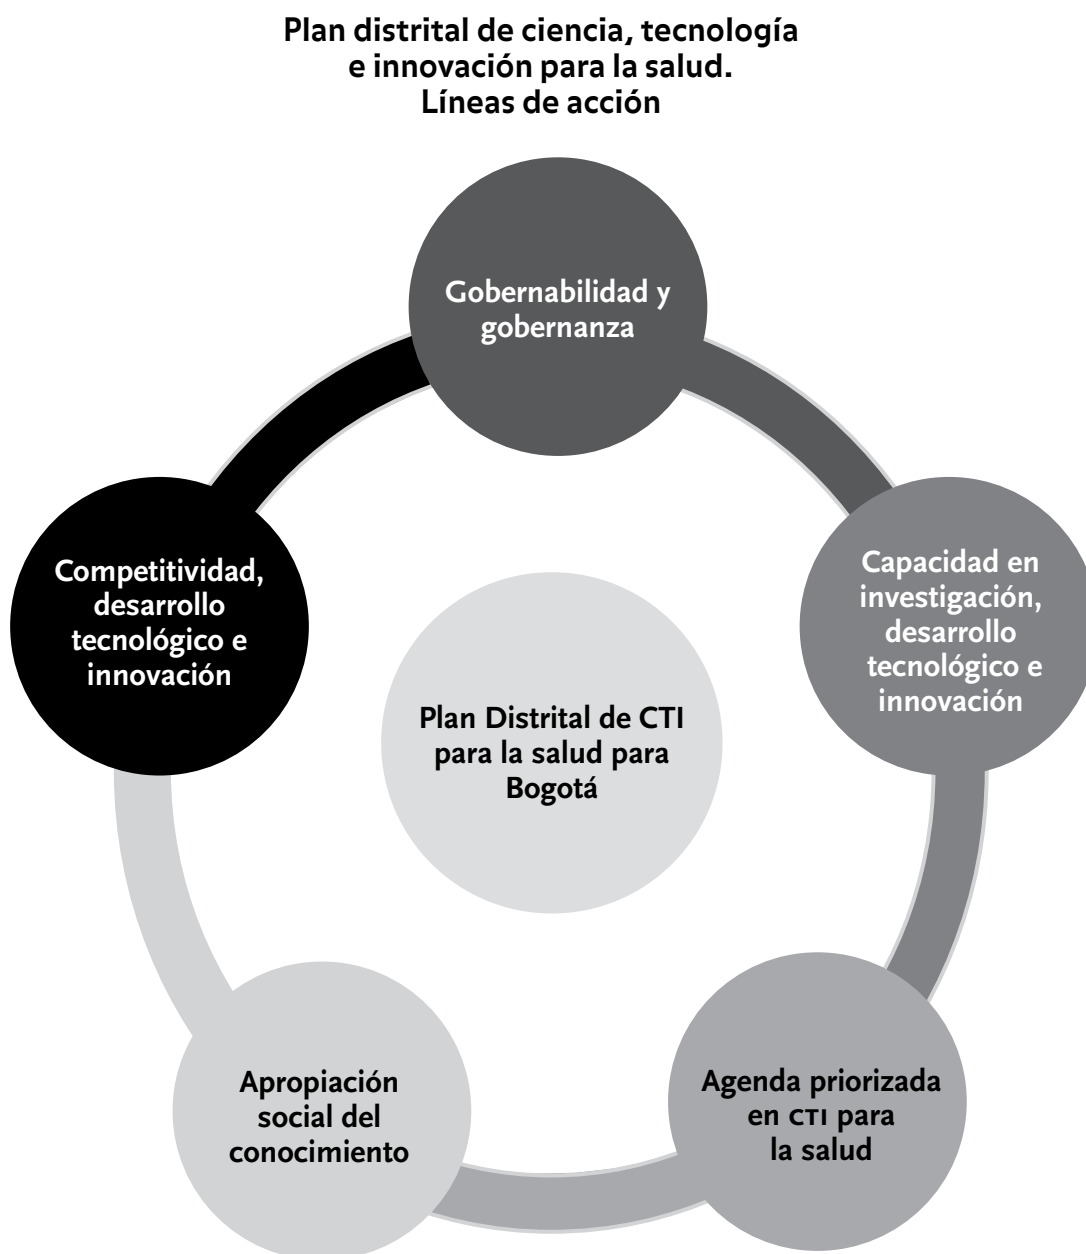 Plan distrital de ciencia, tecnología
e innovación para la salud.
Líneas de acción
Gobernabilidad y
gobernanza
Capacidad en
investigación,
desarrollo
tecnológico e
innovación
Agenda priorizada
en CTI para
la salud
Apropiación
social del
conocimiento
Competitividad,
desarrollo
tecnológico e
innovación
Plan Distrital de CTI
para la salud para
Bogotá